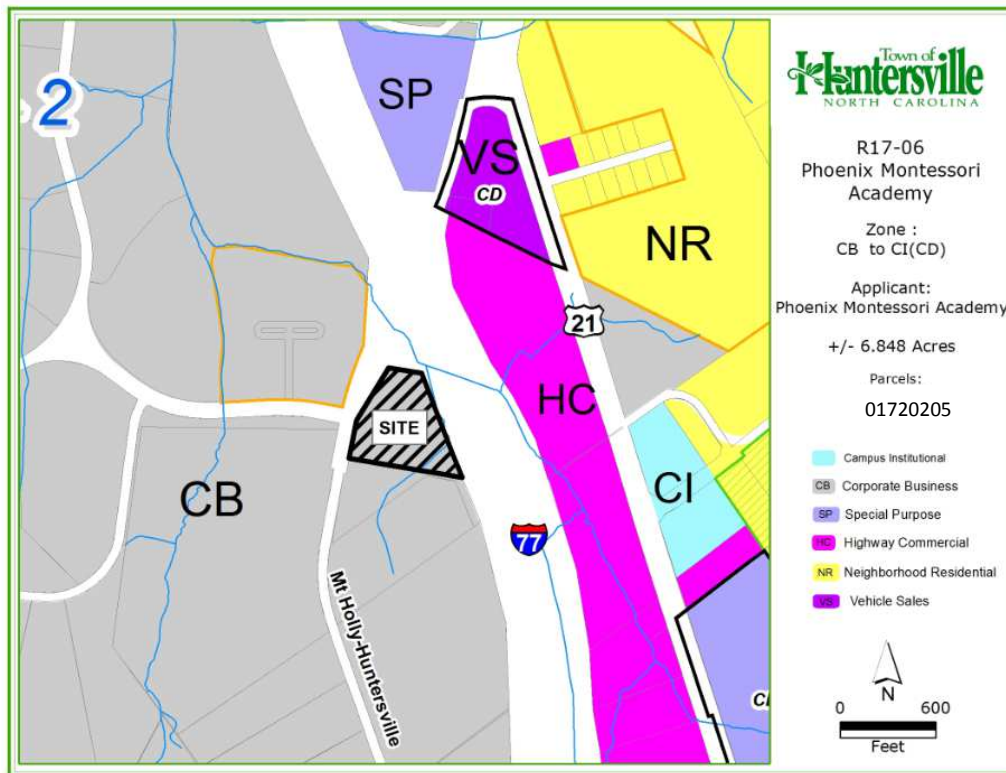 2
SP
VS
CD
NR
21
HC
SITE
CI
CB
77
Mt Holly-Huntersville
Town of
Huntersville
NORTH CAROLINA
R17-06
Phoenix Montessori
Academy
Zone :
CB to CI(CD)
Applicant:
Phoenix Montessori Academy
+/- 6.848 Acres
Parcels:
01720205
Campus Institutional
CB Corporate Business
SP Special Purpose
HC Highway Commercial
NR Neighborhood Residential
VS Vehicle Sales
N
0 600
Feet